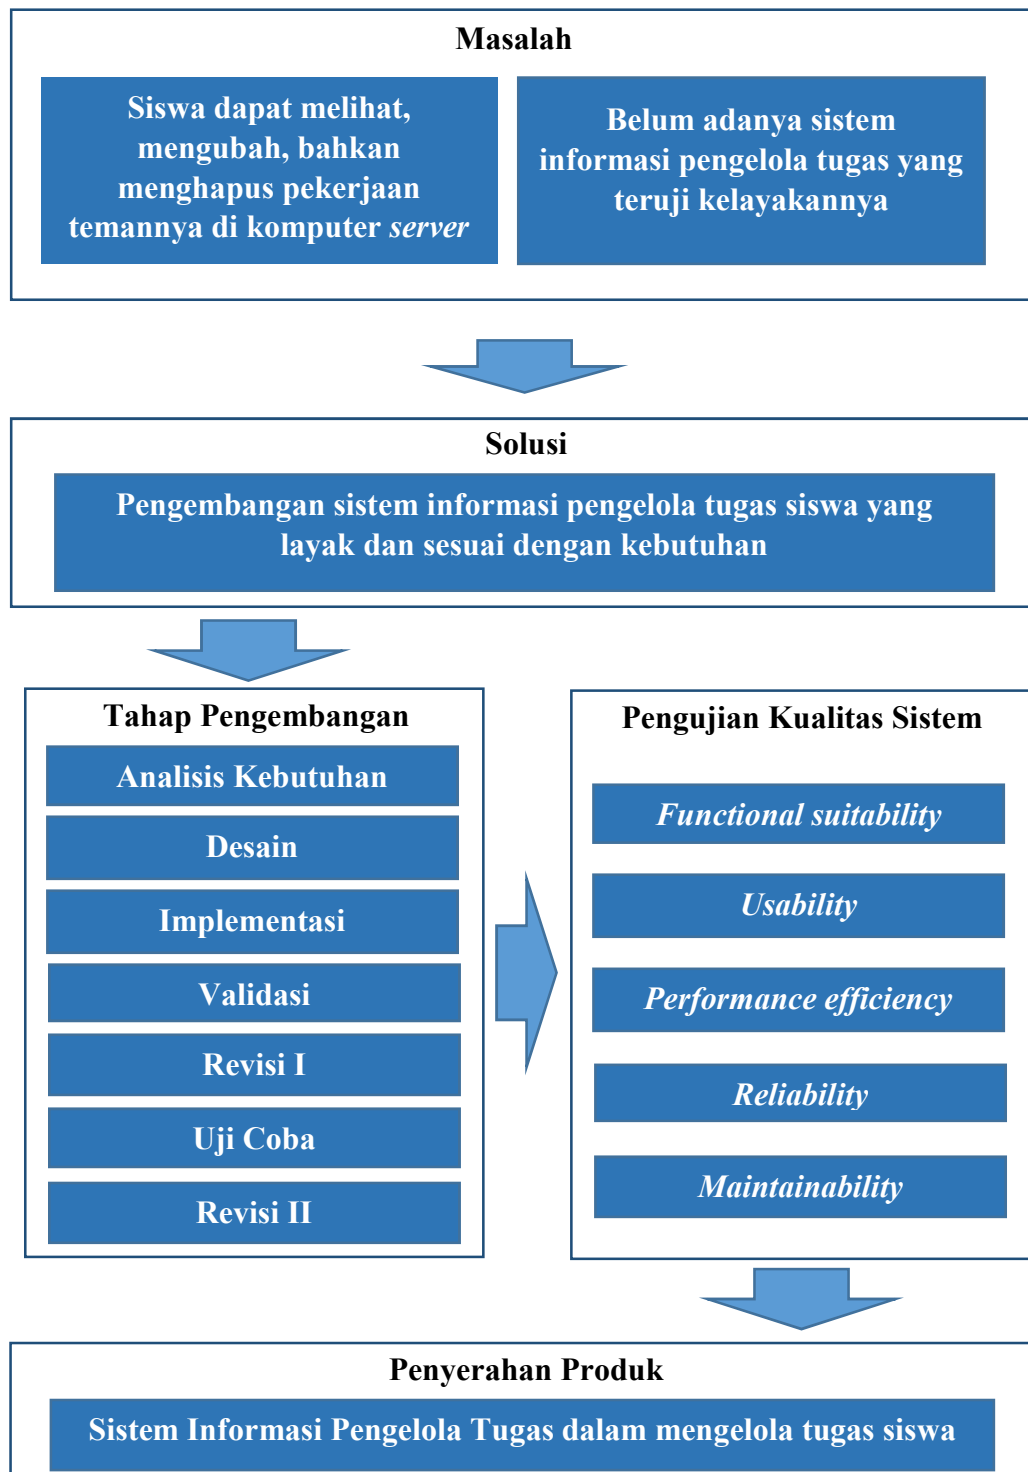 Masalah
Siswa dapat melihat,
mengubah, bahkan
menghapus pekerjaan
temannya di komputer server
Belum adanya sistem
informasi pengelola tugas yang
teruji kelayakannya
Solusi
Pengembangan sistem informasi pengelola tugas siswa yang
layak dan sesuai dengan kebutuhan
Tahap Pengembangan
Analisis Kebutuhan
Desain
Implementasi
Validasi
Revisi I
Uji Coba
Revisi II
Pengujian Kualitas Sistem
Functional suitability
Usability
Performance efficiency
Reliability
Maintainability
Penyerahan Produk
Sistem Informasi Pengelola Tugas dalam mengelola tugas siswa